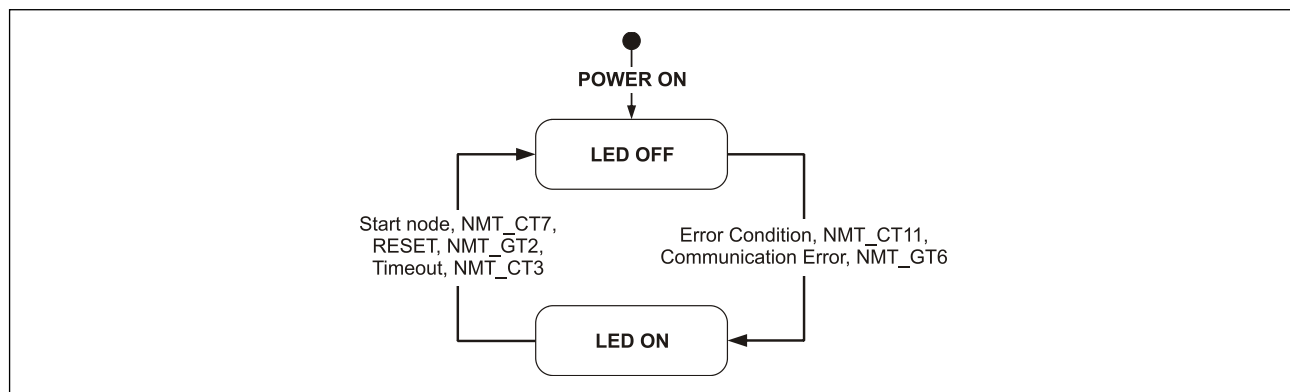 POWER ON
LED OFF
Start node, NMT_CT7,
RESET, NMT_GT2,
Timeout, NMT_CT3
Error Condition, NMT_CT11,
Communication Error, NMT_GT6
LED ON